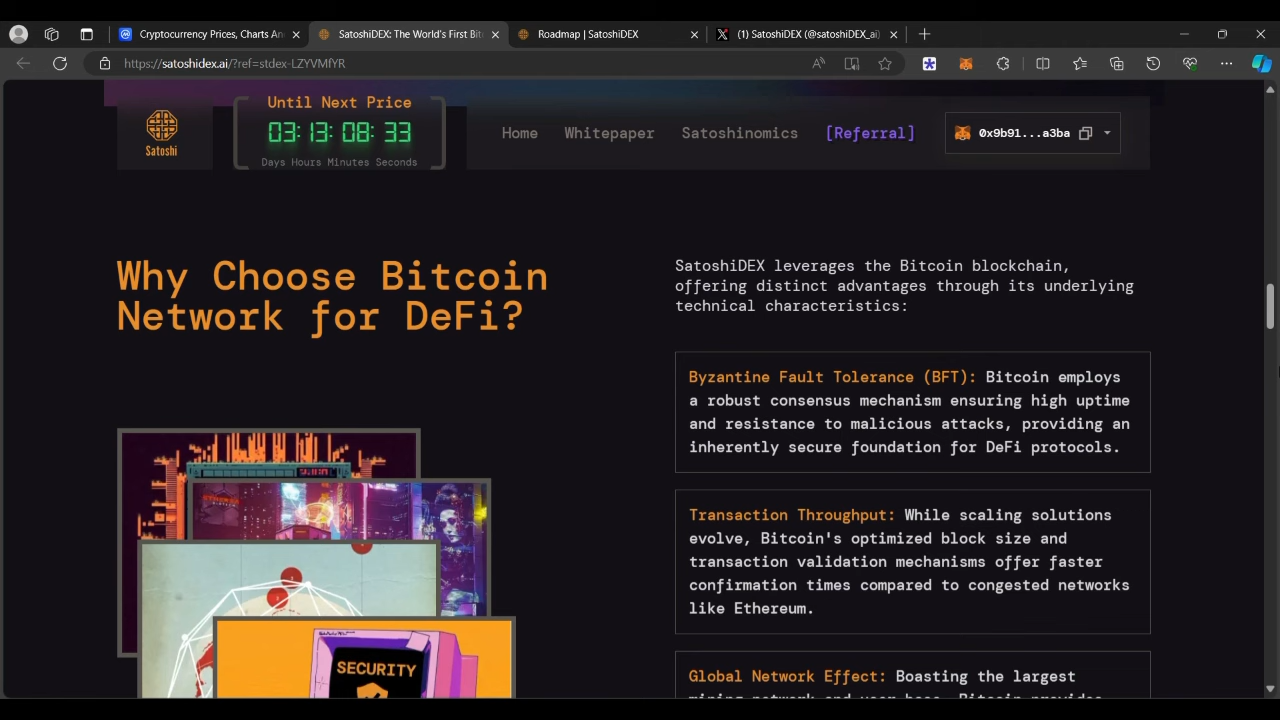 Cryptocurrency Prices, Charts An
SatoshiDEX: The World's First Bit
Roadmap | SatoshiDEX
(1) SatoshiDEX (@satoshiDEX_ai)
https://satoshidex.ai/?ref=stdex-LZYVMfYR
Until Next Price
03:13:08:33
Days Hours Minutes Seconds
Satoshi
Home
Whitepaper
Satoshinomics
[Referral]
0x9b91...a3ba
Why Choose Bitcoin
Network for DeFi?
SatoshiDEX leverages the Bitcoin blockchain,
offering distinct advantages through its underlying
technical characteristics:
Byzantine Fault Tolerance (BFT): Bitcoin employs
a robust consensus mechanism ensuring high uptime
and resistance to malicious attacks, providing an
inherently secure foundation for DeFi protocols.
Transaction Throughput: While scaling solutions
evolve, Bitcoin's optimized block size and
transaction validation mechanisms offer faster
confirmation times compared to congested networks
like Ethereum.
Global Network Effect: Boasting the largest
mining network and user base, Bitcoin provides
SECURITY